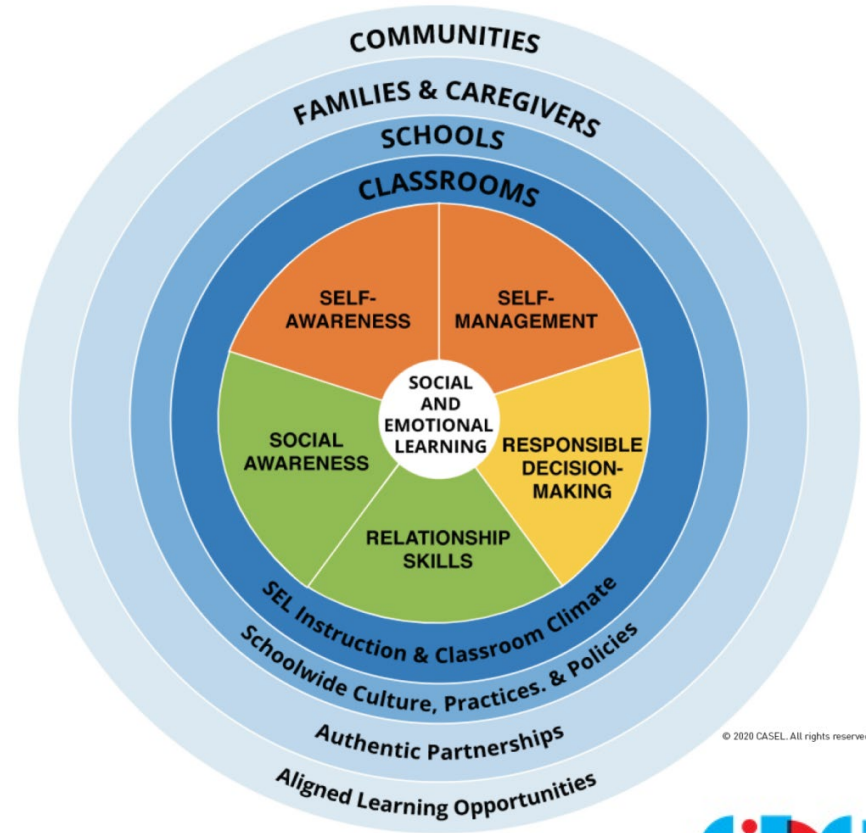 COMMUNITIES
FAMILIES & CAREGIVERS
SCHOOLS
CLASSROOMS
SELF-
AWARENESS
SELF-
MANAGEMENT
SOCIAL
AND
EMOTIONAL
LEARNING
SOCIAL
AWARENESS
RESPONSIBLE
DECISION-
MAKING
RELATIONSHIP
SKILLS
SEL Instruction & Classroom Climate
Schoolwide Culture, Practices. & Policies
Authentic Partnerships
Aligned Learning Opportunities
© 2020 CASEL. All rights reserve